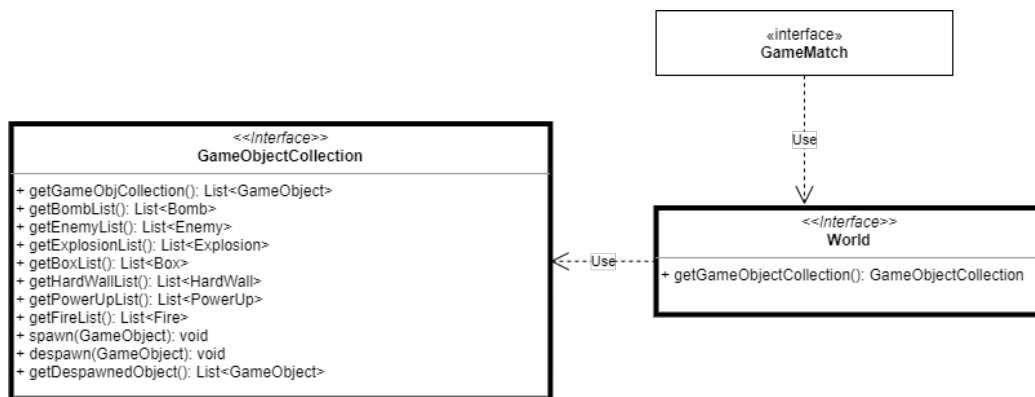 «interface»
GameMatch
Use
<<Interface>>
GameObjectCollection
+ getGameObjCollection(): List<GameObject>
+ getBombList(): List<Bomb>
+ getEnemyList(): List<Enemy>
+ getExplosionList(): List<Explosion>
+ getBoxList(): List<Box>
+ getHardWallList(): List<HardWall>
+ getPowerUpList(): List<PowerUp>
+ getFireList(): List<Fire>
+ spawn(GameObject): void
+ despawn(GameObject): void
+ getDespawnedObject(): List<GameObject>
Use
<<Interface>>
World
+ getGameObjectCollection(): GameObjectCollection